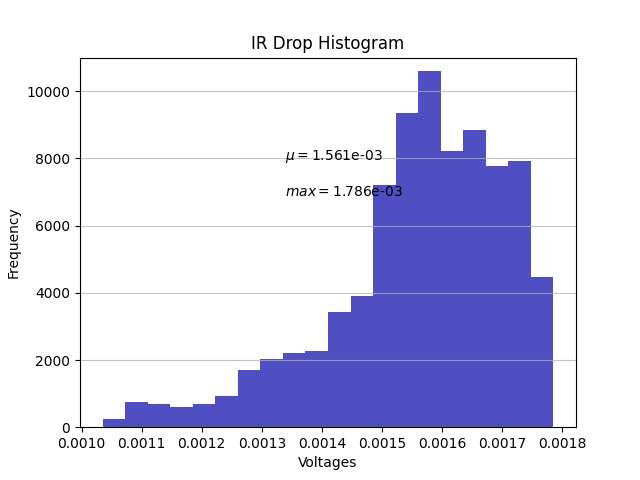 IR Drop Histogram
10000
8000
6000
4000
2000
0
Frequency
μ = 1.561e-03
max = 1.786e-03
0.0010 0.0011 0.0012 0.0013 0.0014 0.0015 0.0016 0.0017 0.0018
Voltages